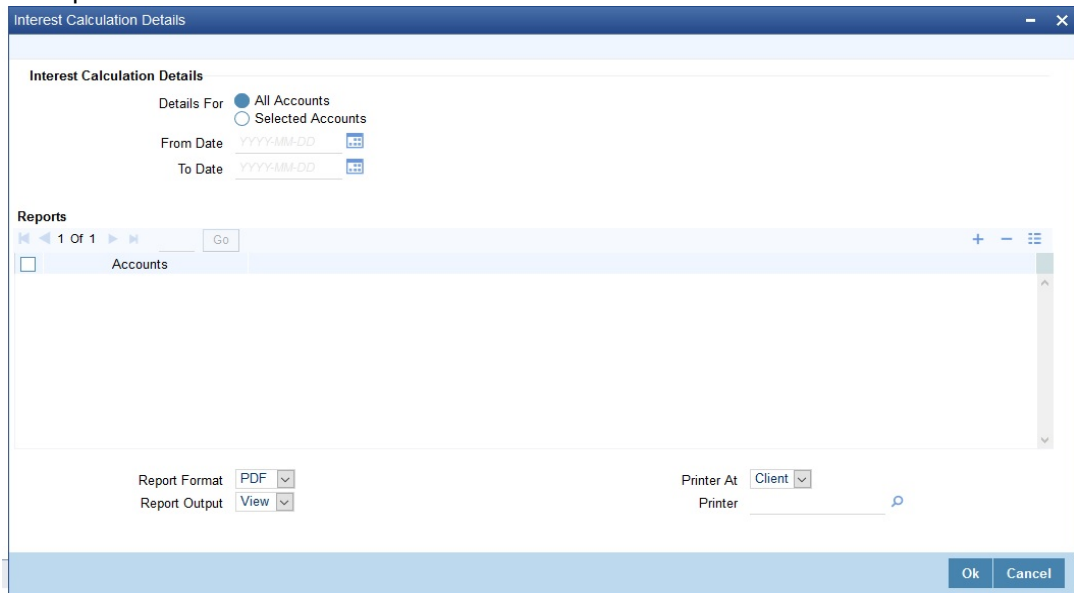 Interest Calculation Details
Interest Calculation Details
Details For All Accounts
Selected Accounts
From Date YYYY-MM-DD
To Date YYYY-MM-DD
Reports
1 Of 1 Go
Accounts
Report Format PDF Printer At Client
Report Output View Printer
Ok Cancel